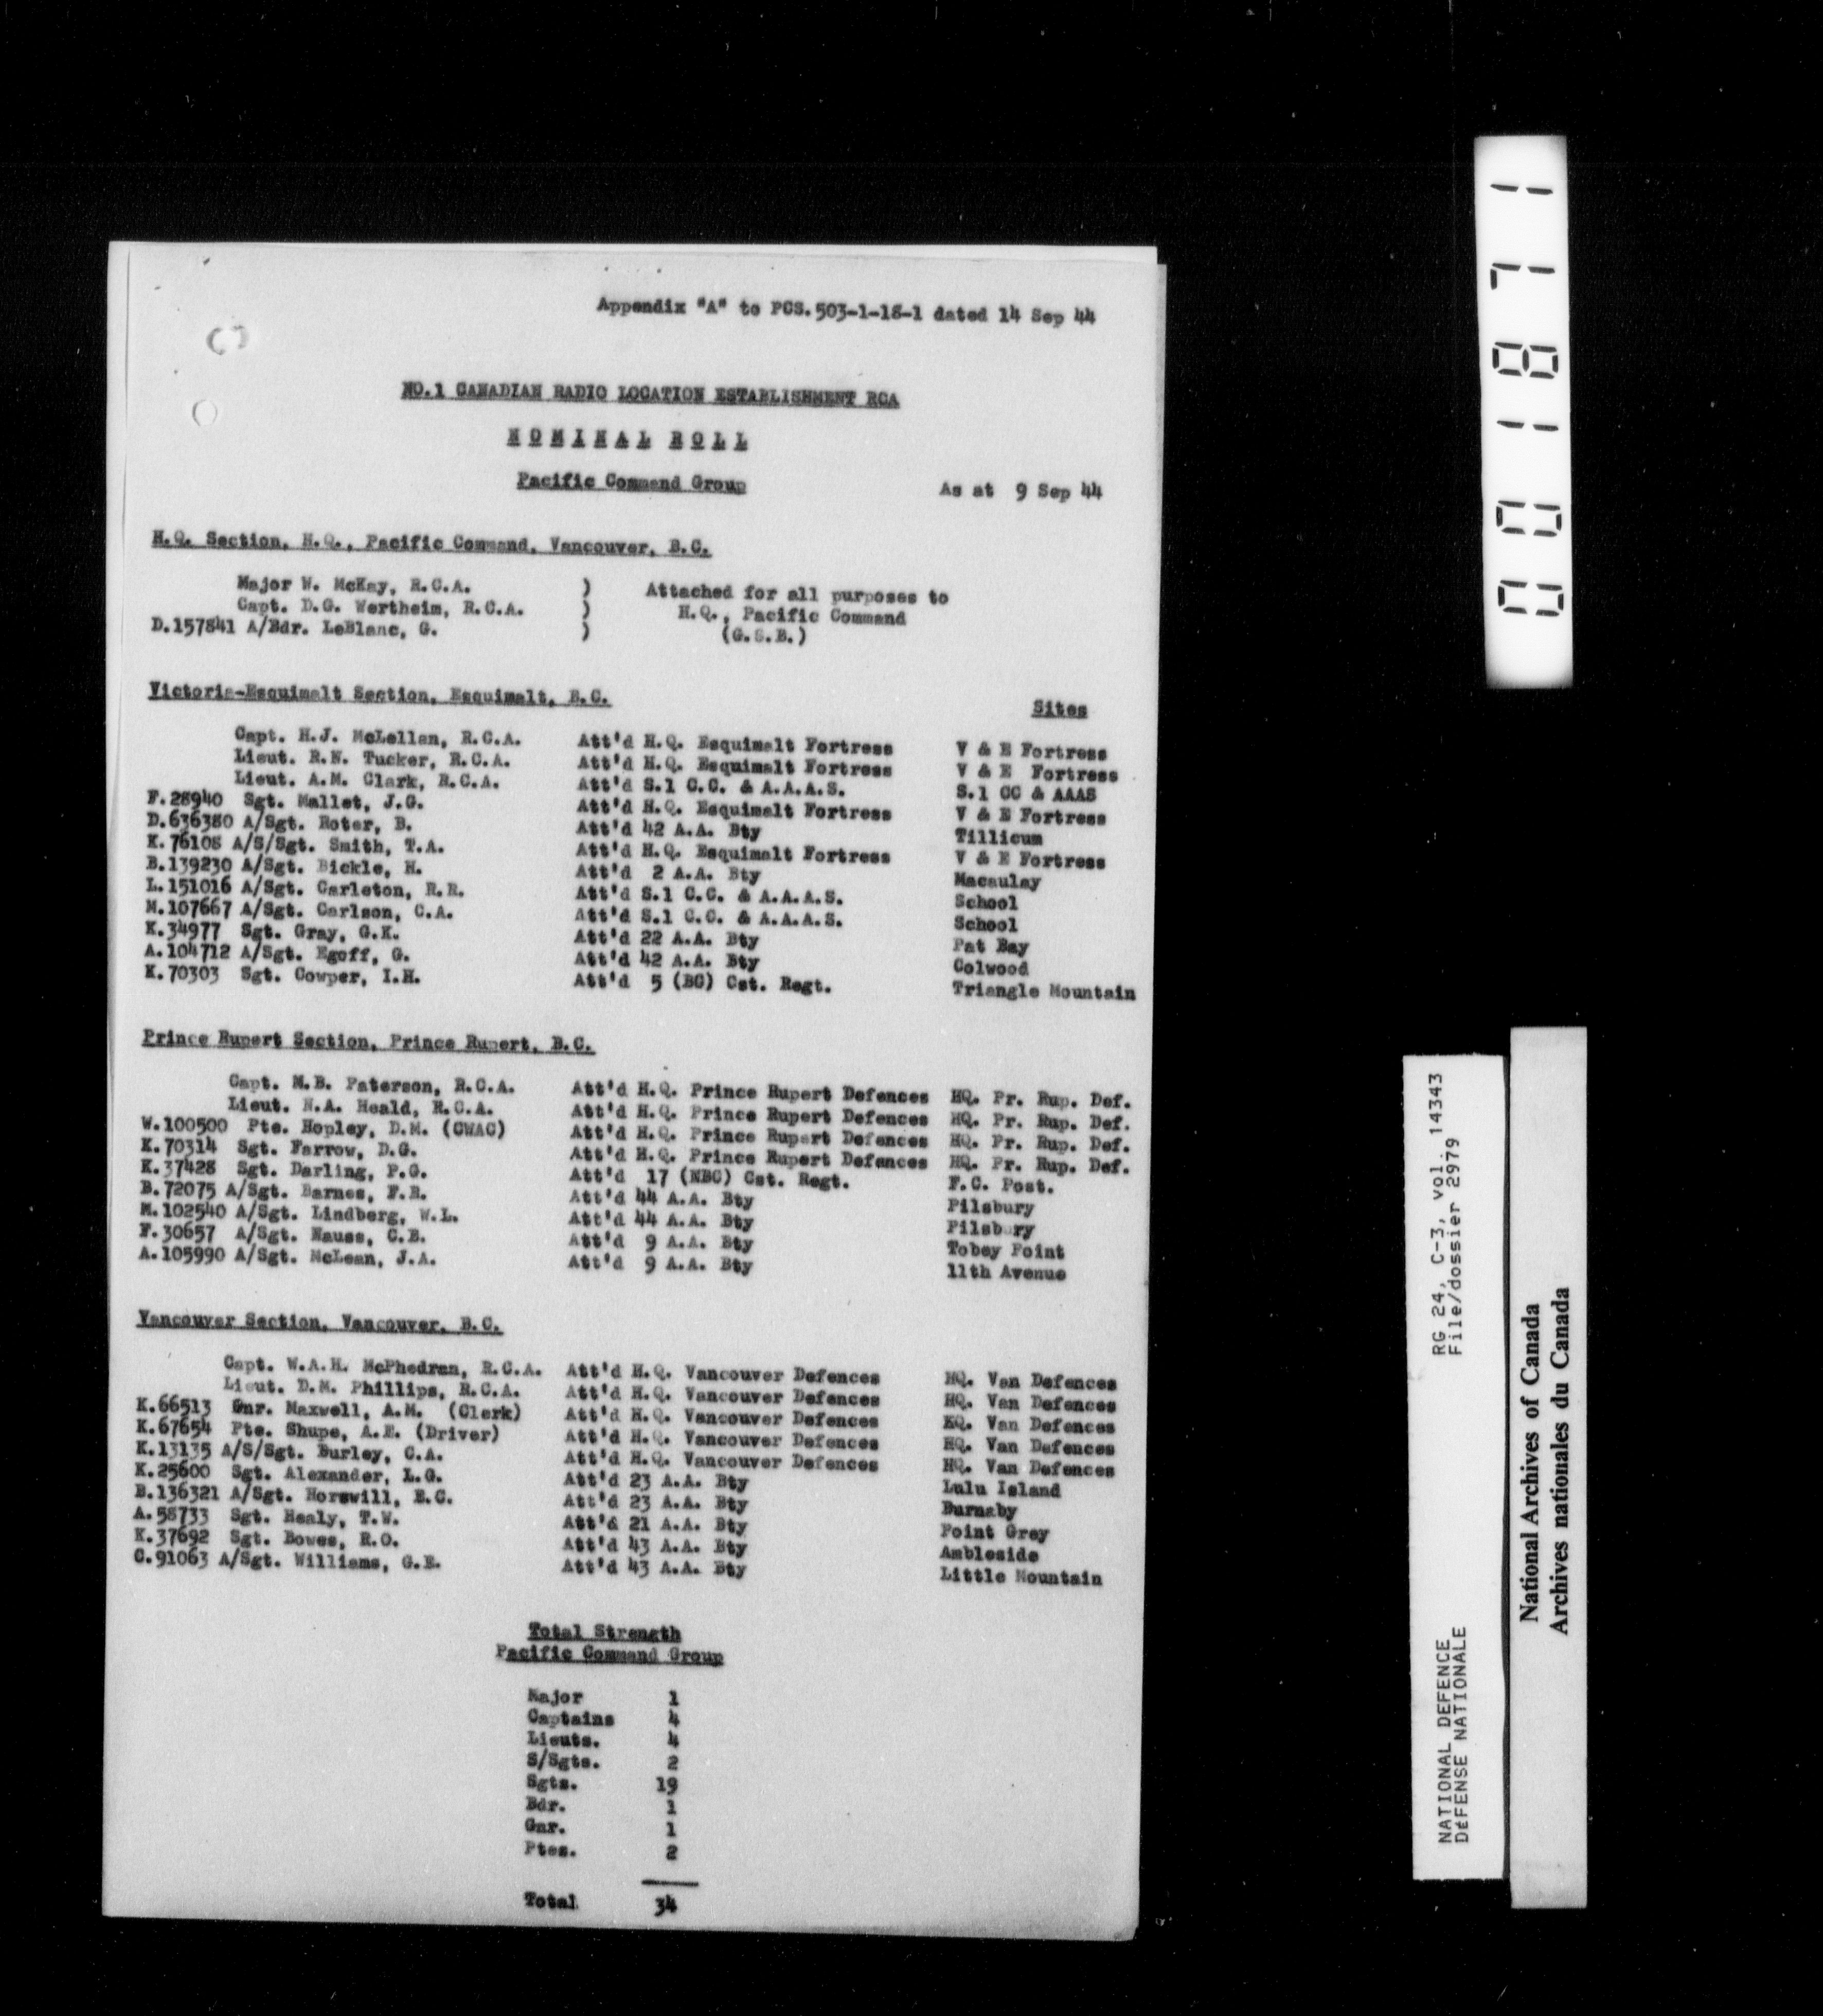 Appendix "A" to PCS.503-1-18-1 dated 14 Sep 44
NO.1 CANADIAN RADIO LOCATION ESTABLISHMENT RCA
NOMINAL ROLL
Pacific Command Group
As at 9 Sep 44
H.Q. Section, H.Q., Pacific Command, Vancouver, B.C.
Major W. McKay, R.C.A. ) Attached for all purposes to
Capt. D.G. Wertheim, R.C.A. ) H.Q., Pacific Command
D.157841 A/Bdr. LeBlanc, G. ) (G.S.B.)
Victoria-Esquimalt Section, Esquimalt, B.C.
Sites
Capt. H.J. McLellan, R.C.A. Att'd H.Q. Esquimalt Fortress V & E Fortress
Lieut. R.N. Tucker, R.C.A. Att'd H.Q. Esquimalt Fortress V & E Fortress
Lieut. A.M. Clark, R.C.A. Att'd S.1 C.C. & A.A.A.S. S.1 CC & AAAS
F.28940 Sgt. Mallet, J.G. Att'd H.Q. Esquimalt Fortress V & E Fortress
D.636380 A/Sgt. Roter, B. Att'd 42 A.A. Bty Tillicum
K.76108 A/S/Sgt. Smith, T.A. Att'd H.Q. Esquimalt Fortress V & E Fortress
B.139230 A/Sgt. Bickle, H. Att'd 2 A.A. Bty Macaulay
L.151016 A/Sgt. Carleton, R.R. Att'd S.1 C.C. & A.A.A.S. School
M.107667 A/Sgt. Carlson, C.A. Att'd S.1 C.C. & A.A.A.S. School
K.34977 Sgt. Gray, G.K. Att'd 22 A.A. Bty Pat Bay
A.104712 A/Sgt. Egoff, G. Att'd 42 A.A. Bty Colwood
K.70303 Sgt. Cowper, I.H. Att'd 5 (BC) Cst. Regt. Triangle Mountain
Prince Rupert Section, Prince Rupert, B.C.
Capt. M.B. Paterson, R.C.A. Att'd H.Q. Prince Rupert Defences HQ. Pr. Rup. Def.
Lieut. N.A. Heald, R.C.A. Att'd H.Q. Prince Rupert Defences HQ. Pr. Rup. Def.
W.100500 Pte. Hopley, D.M. (CWAC) Att'd H.Q. Prince Rupert Defences HQ. Pr. Rup. Def.
K.70314 Sgt. Farrow, D.G. Att'd H.Q. Prince Rupert Defences HQ. Pr. Rup. Def.
K.37428 Sgt. Darling, P.G. Att'd 17 (NBC) Cst. Regt. F.C. Post.
B.72075 A/Sgt. Barnes, F.R. Att'd 44 A.A. Bty Pilsbury
M.102540 A/Sgt. Lindberg, W.L. Att'd 44 A.A. Bty Pilsbury
F.30657 A/Sgt. Nauss, C.B. Att'd 9 A.A. Bty Tobey Point
A.105990 A/Sgt. McLean, J.A. Att'd 9 A.A. Bty 11th Avenue
Vancouver Section, Vancouver, B.C.
Capt. W.A.H. McPhedran, R.C.A. Att'd H.Q. Vancouver Defences HQ. Van Defences
Lieut. D.M. Phillips, R.C.A. Att'd H.Q. Vancouver Defences HQ. Van Defences
K.66513 Gnr. Maxwell, A.M. (Clerk) Att'd H.Q. Vancouver Defences HQ. Van Defences
K.67654 Pte. Shupe, A.E. (Driver) Att'd H.Q. Vancouver Defences HQ. Van Defences
K.13135 A/S/Sgt. Burley, C.A. Att'd H.Q. Vancouver Defences HQ. Van Defences
K.25600 Sgt. Alexander, L.G. Att'd 23 A.A. Bty Lulu Island
B.136321 A/Sgt. Horswill, E.C. Att'd 23 A.A. Bty Burnaby
A.58733 Sgt. Healy, T.W. Att'd 21 A.A. Bty Point Grey
K.37692 Sgt. Bowes, R.O. Att'd 43 A.A. Bty Ambleside
C.91063 A/Sgt. Williams, G.E. Att'd 43 A.A. Bty Little Mountain
Total Strength
Pacific Command Group
Major 1
Captains 4
Lieuts. 4
S/Sgts. 2
Sgts. 19
Bdr. 1
Gnr. 1
Ptes. 2
Total 34
001871
NATIONAL DEFENCE RG 24, C-3, vol. 14343
DéFENSE NATIONALE File/dossier 2979
National Archives of Canada
Archives nationales du Canada